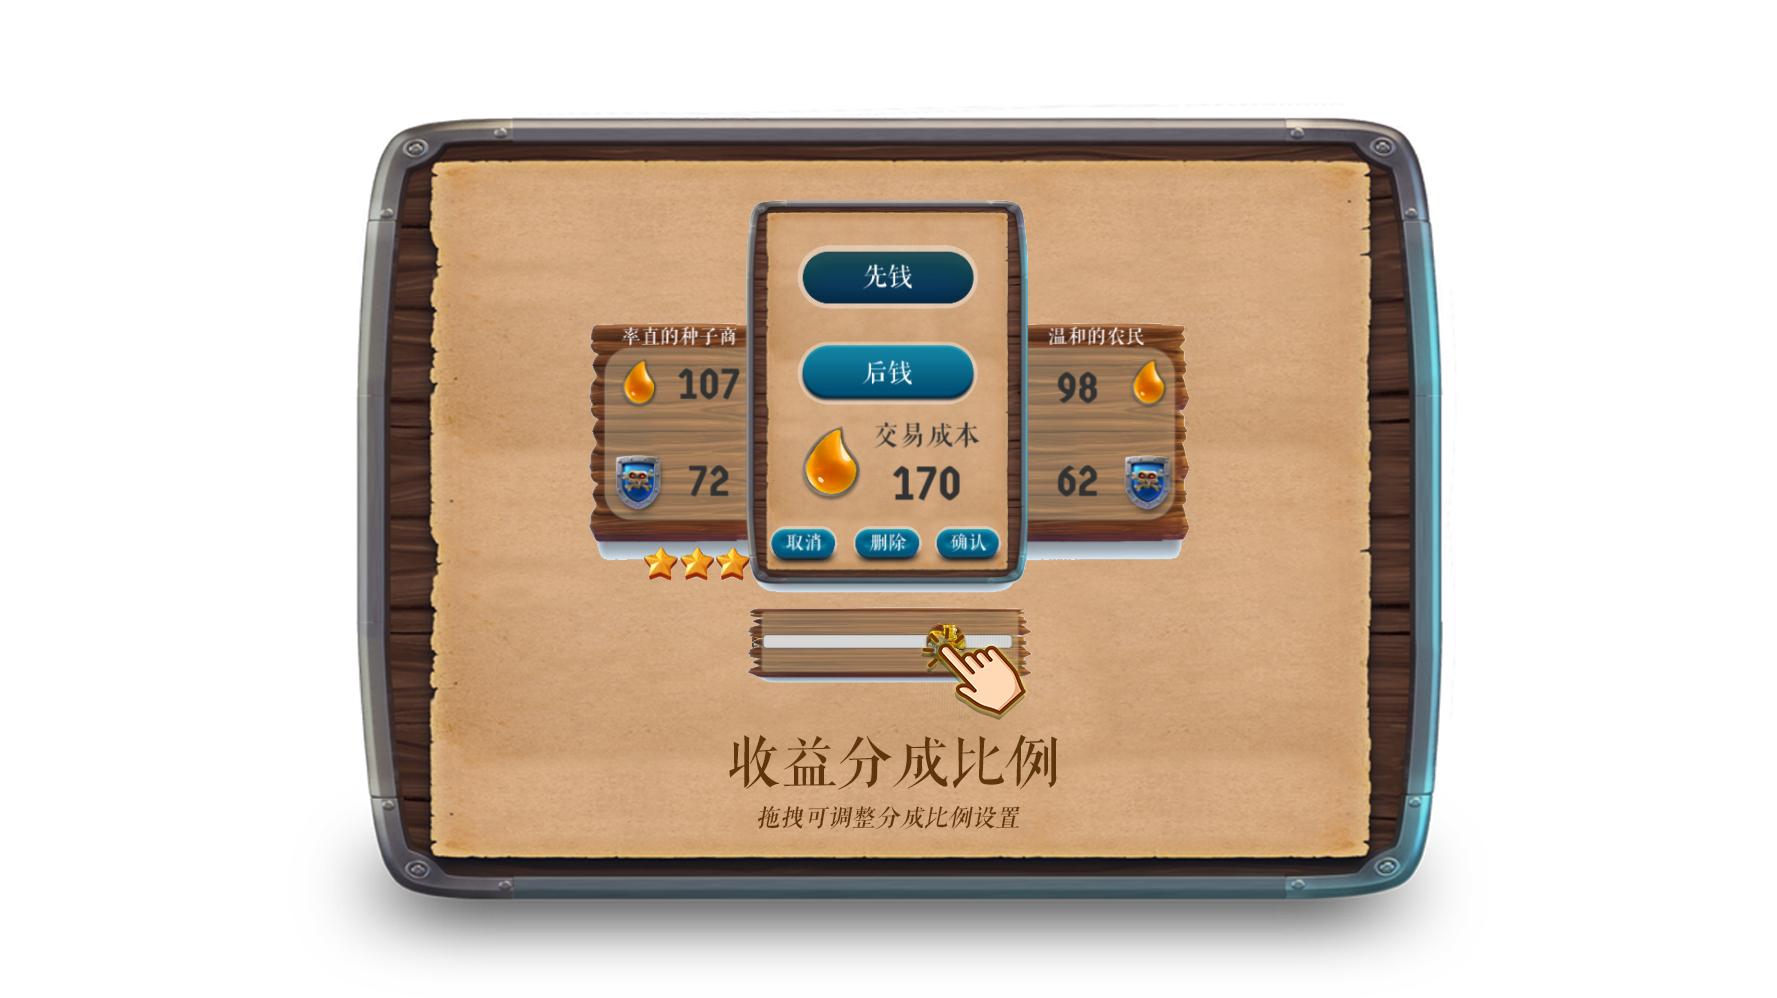 先钱
率直的种子商
温和的农民
后钱
107
98
交易成本
72
170
62
取消
删除
确认
收益分成比例
拖拽可调整分成比例设置